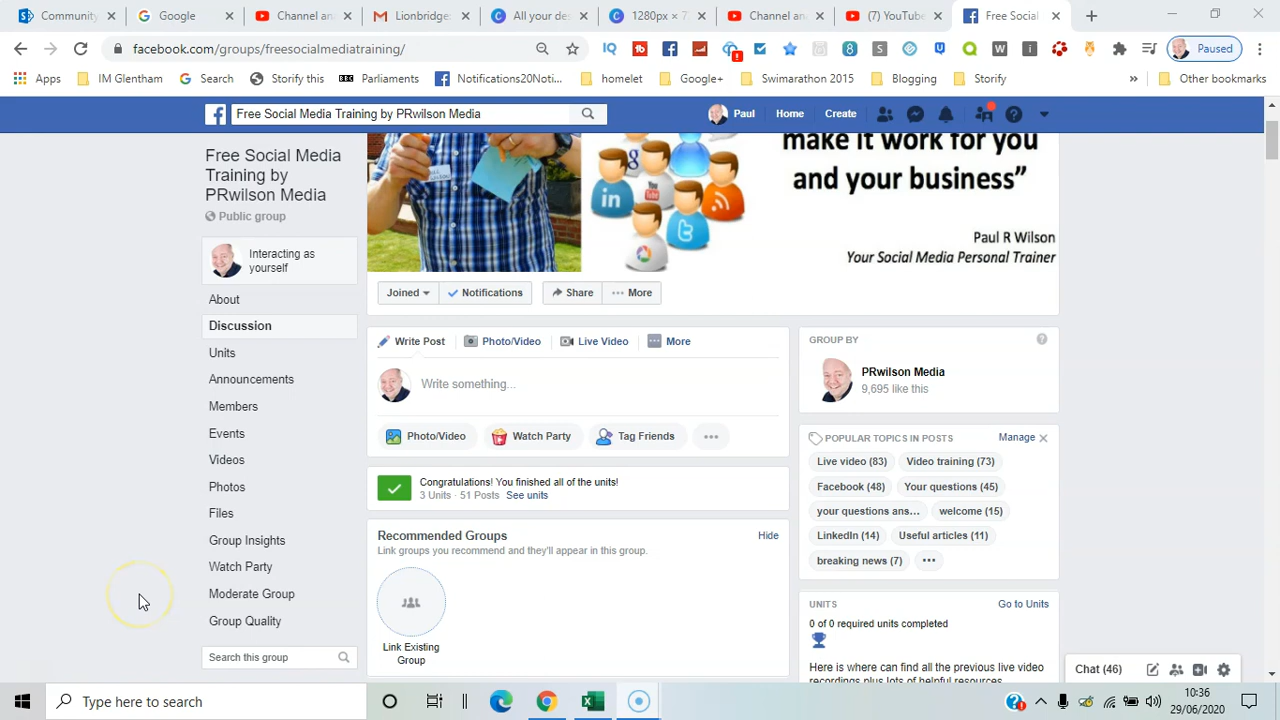 Community
Google
Channel an
Lionbridge
All your des
1280px × 7
Channel an
(7) YouTube
Free Social
facebook.com/groups/freesocialmediatraining/
Paused
Apps
IM Glentham
Search
Storify this
Parliaments
Notifications20Noti...
homelet
Google+
Swimarathon 2015
Blogging
Storify
Other bookmarks
Free Social Media Training by PRwilson Media
Paul
Home
Create
Free Social Media
Training by
PRwilson Media
Public group
Interacting as
yourself
About
Discussion
Units
Announcements
Members
Events
Videos
Photos
Files
Group Insights
Watch Party
Moderate Group
Group Quality
Search this group
make it work for you
and your business”
Paul R Wilson
Your Social Media Personal Trainer
Joined
Notifications
Share
More
Write Post
Photo/Video
Live Video
More
Write something...
Photo/Video
Watch Party
Tag Friends
Congratulations! You finished all of the units!
3 Units · 51 Posts See units
Recommended Groups
Hide
Link groups you recommend and they'll appear in this group.
Link Existing
Group
GROUP BY
PRwilson Media
9,695 like this
POPULAR TOPICS IN POSTS
Manage
Live video (83)
Video training (73)
Facebook (48)
Your questions (45)
your questions ans...
welcome (15)
LinkedIn (14)
Useful articles (11)
breaking news (7)
UNITS
Go to Units
0 of 0 required units completed
Here is where can find all the previous live video
recordings plus lots of helpful resources
Chat (46)
Type here to search
10:36
29/06/2020